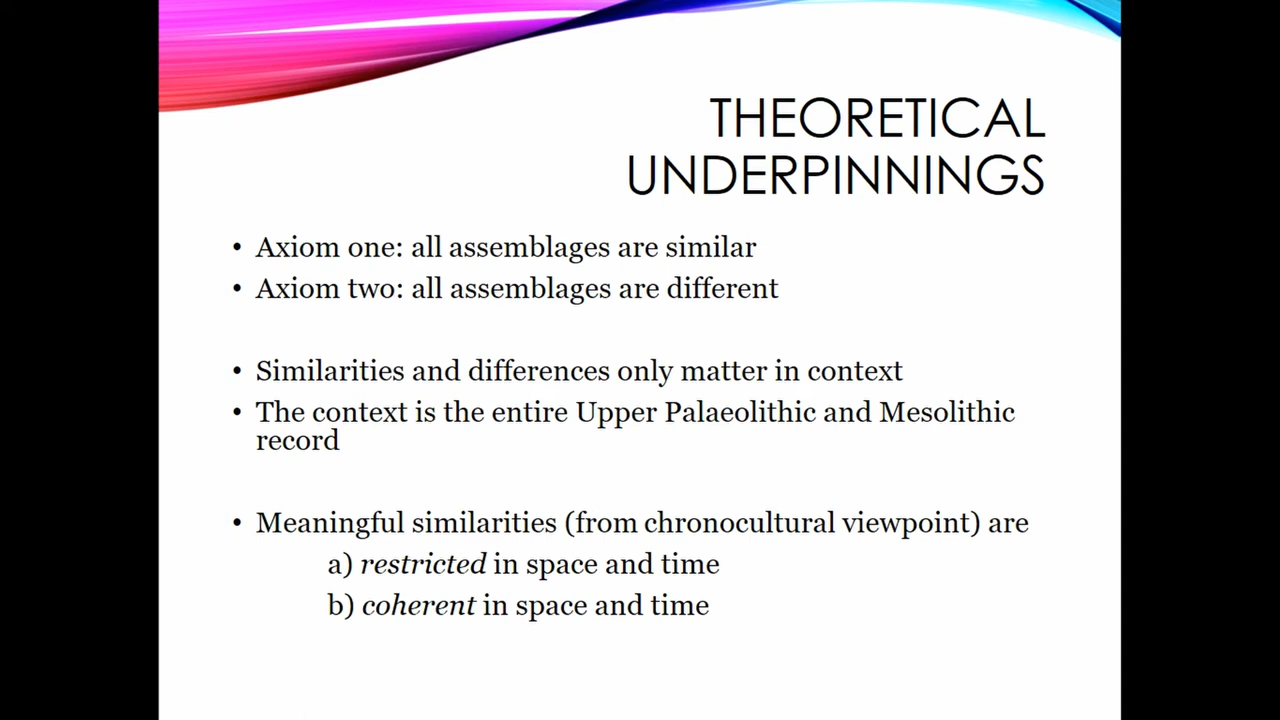 THEORETICAL
UNDERPINNINGS
• Axiom one: all assemblages are similar
• Axiom two: all assemblages are different
• Similarities and differences only matter in context
• The context is the entire Upper Palaeolithic and Mesolithic
record
• Meaningful similarities (from chronocultural viewpoint) are
a) restricted in space and time
b) coherent in space and time